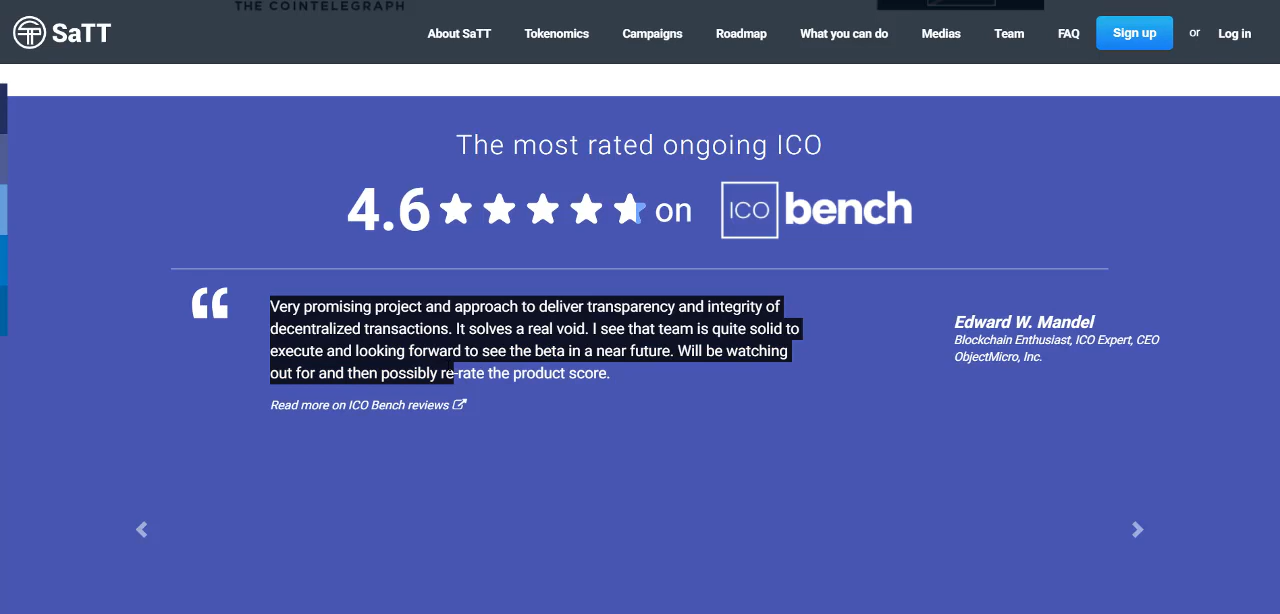 THE COINTELEGRAPH
SaTT
About SaTT Tokenomics Campaigns Roadmap What you can do Medias Team FAQ Sign up or Log in
The most rated ongoing ICO
4.6 on ICO bench
Very promising project and approach to deliver transparency and integrity of
decentralized transactions. It solves a real void. I see that team is quite solid to
execute and looking forward to see the beta in a near future. Will be watching
out for and then possibly re-rate the product score.
Read more on ICO Bench reviews
Edward W. Mandel
Blockchain Enthusiast, ICO Expert, CEO
ObjectMicro, Inc.